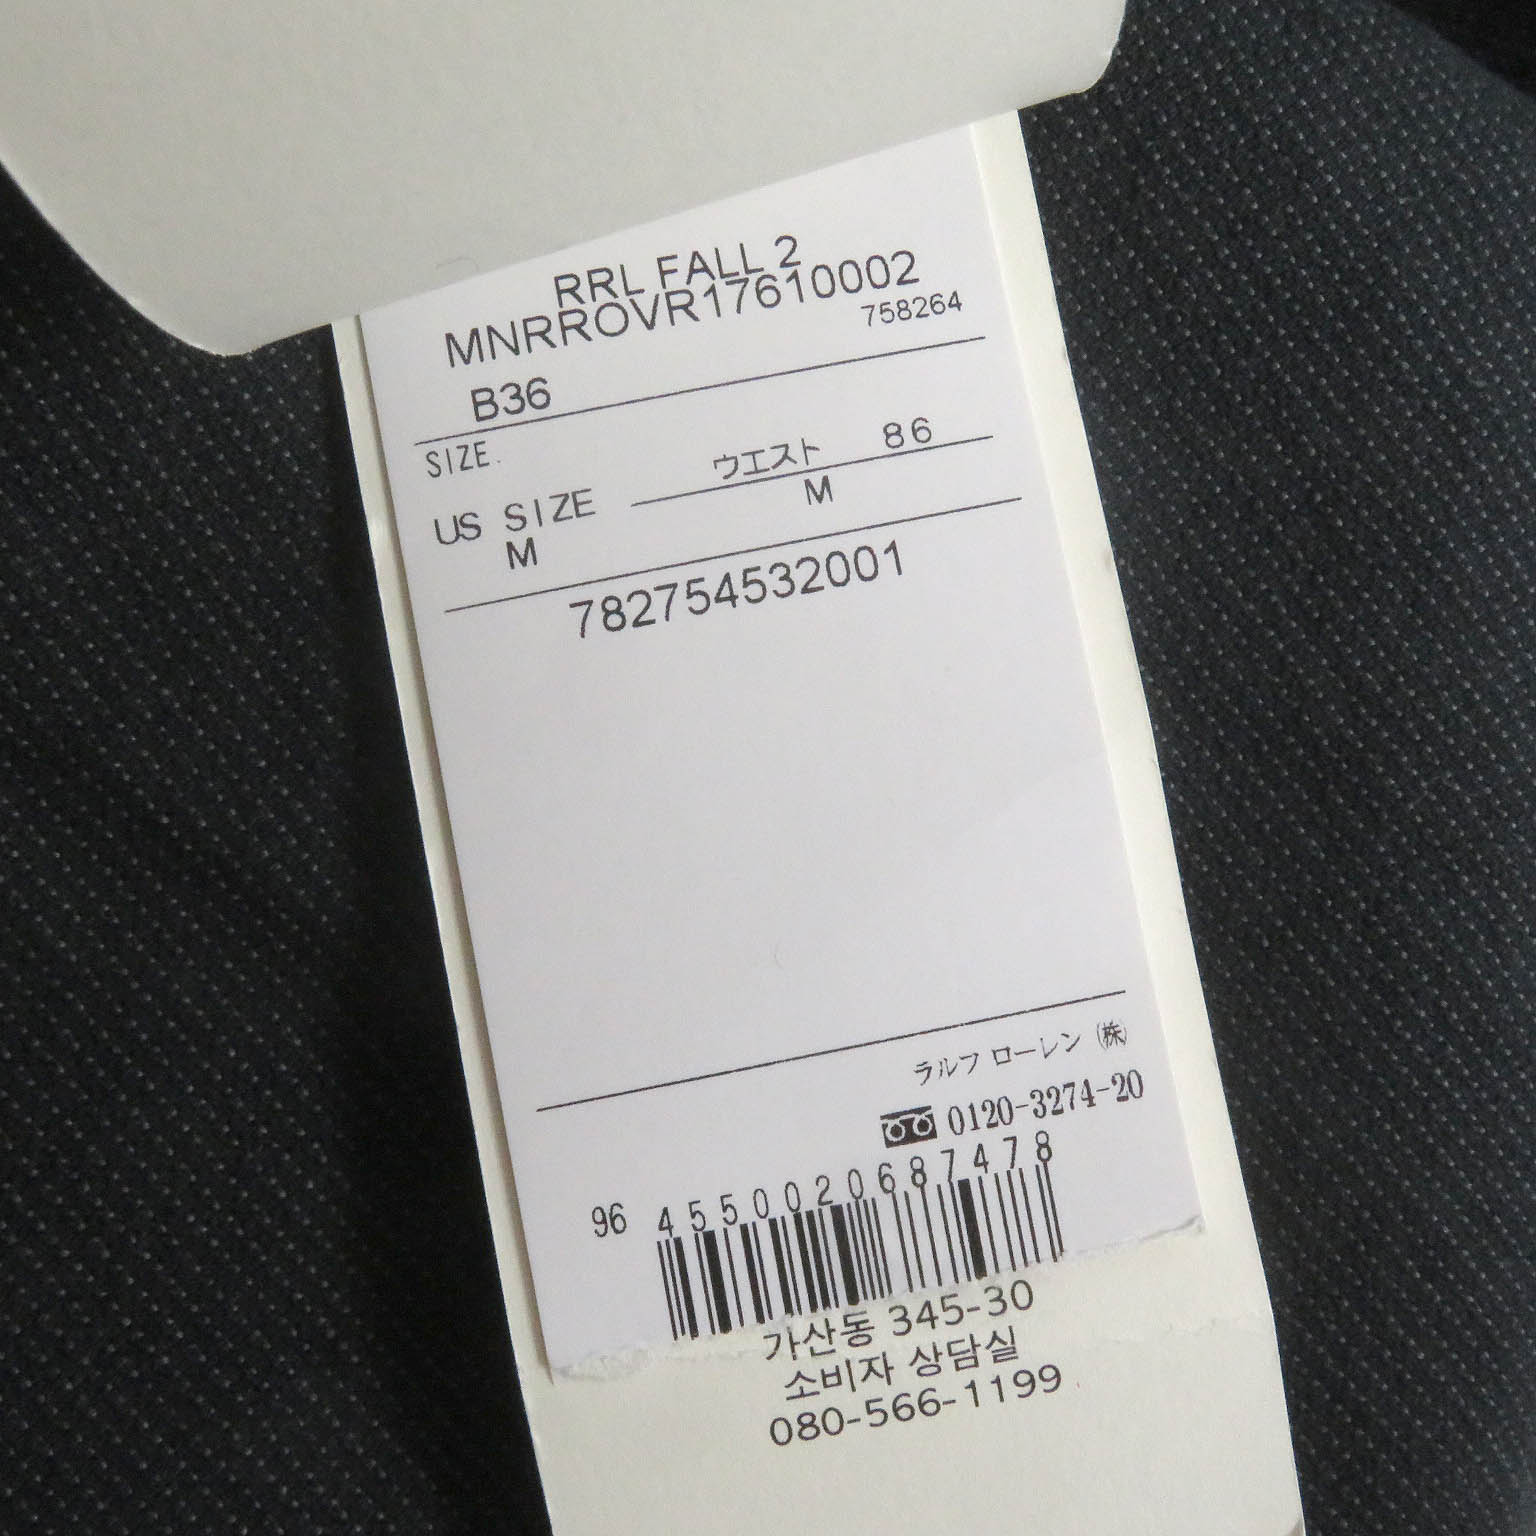 RRL FALL 2
MNRROVR17610002
758264
B36
SIZE.
ウエスト 86
US SIZE M
M
782754532001
ラルフ ローレン ㈱
0120-3274-20
96 4550020687478
가산동 345-30
소비자 상담실
080-566-1199